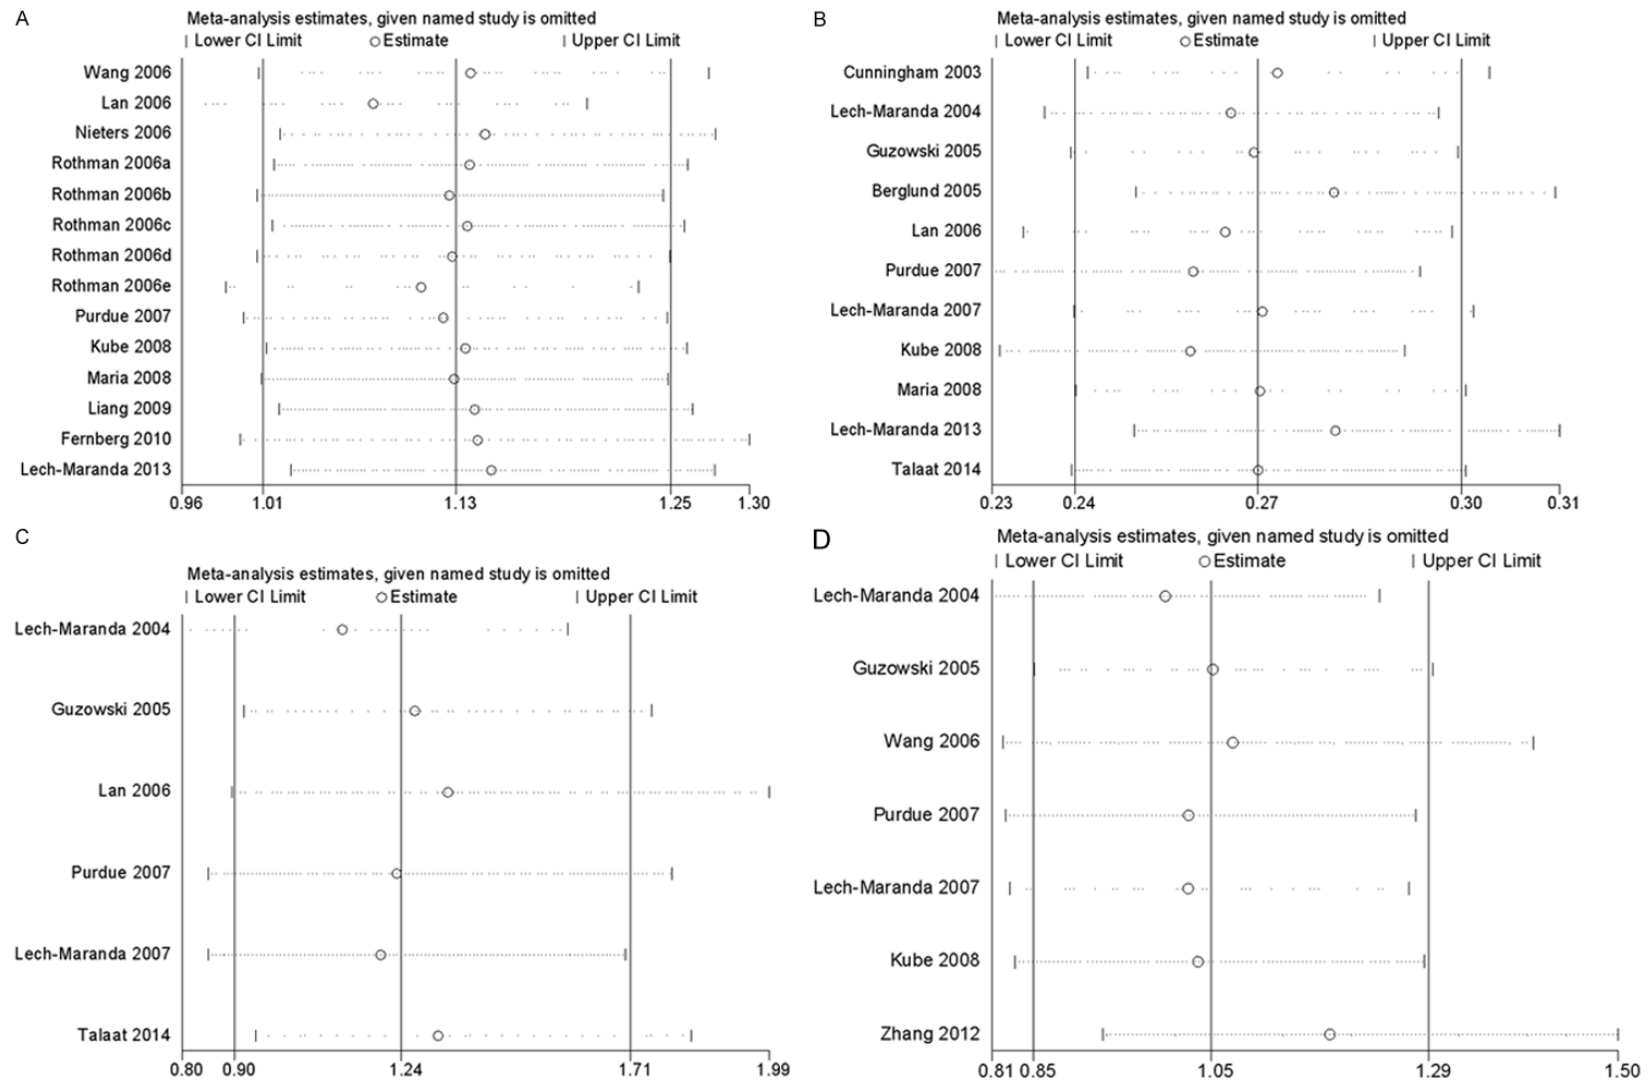 A
Meta-analysis estimates, given named study is omitted
Lower CI Limit Estimate Upper CI Limit
Wang 2006
Lan 2006
Nieters 2006
Rothman 2006a
Rothman 2006b
Rothman 2006c
Rothman 2006d
Rothman 2006e
Purdue 2007
Kube 2008
Maria 2008
Liang 2009
Fernberg 2010
Lech-Maranda 2013
0.96 1.01 1.13 1.25 1.30
B
Meta-analysis estimates, given named study is omitted
Lower CI Limit Estimate Upper CI Limit
Cunningham 2003
Lech-Maranda 2004
Guzowski 2005
Berglund 2005
Lan 2006
Purdue 2007
Lech-Maranda 2007
Kube 2008
Maria 2008
Lech-Maranda 2013
Talaat 2014
0.23 0.24 0.27 0.30 0.31
C
Meta-analysis estimates, given named study is omitted
Lower CI Limit Estimate Upper CI Limit
Lech-Maranda 2004
Guzowski 2005
Lan 2006
Purdue 2007
Lech-Maranda 2007
Talaat 2014
0.80 0.90 1.24 1.71 1.99
D
Meta-analysis estimates, given named study is omitted
Lower CI Limit Estimate Upper CI Limit
Lech-Maranda 2004
Guzowski 2005
Wang 2006
Purdue 2007
Lech-Maranda 2007
Kube 2008
Zhang 2012
0.81 0.85 1.05 1.29 1.50